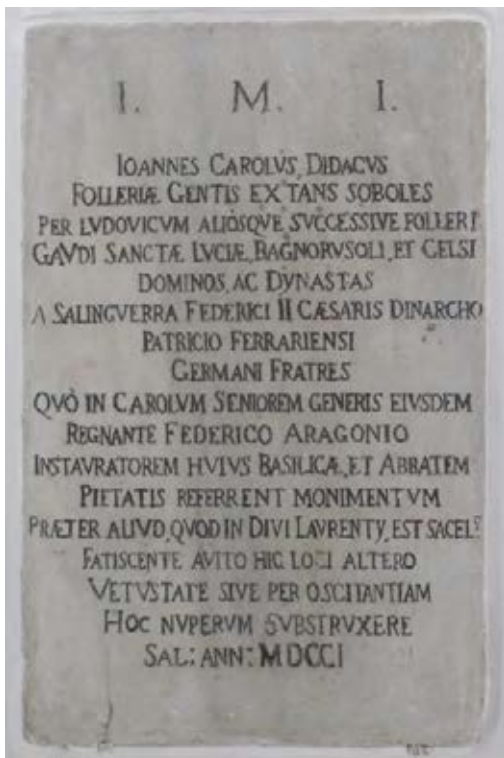 I. M. I.
IOANNES CAROLVS, DIDACVS
FOLLERIÆ GENTIS EXTANS SOBOLES
PER LVDOVICVM ALIOSQVE SVCCESSIVE FOLLERI
GAVDI SANCTÆ LVCIÆ, BAGNORVSOLI, ET CELSI
DOMINOS, AC DYNASTAS
A SALINGVERRA FEDERICI II CÆSARIS DINARCHO
PATRICIO FERRARIENSI
GERMANI FRATRES
QVÒ IN CAROLVM SENIOREM GENERIS EIVSDEM
REGNANTE FEDERICO ARAGONIO
INSTAVRATOREM HVIVS BASILICÆ, ET ABBATEM
PIETATIS REFERRENT MONIMENTVM
PRÆTER ALIVD, QVOD IN DIVI LAVRENTY, EST SACELº
FATISCENTE AVITO HIC LOCI ALTERO
VETVSTATE SIVE PER OSCITANTIAM
HOC NVPERVM SVBSTRVXERE
SAL: ANN: MDCCI